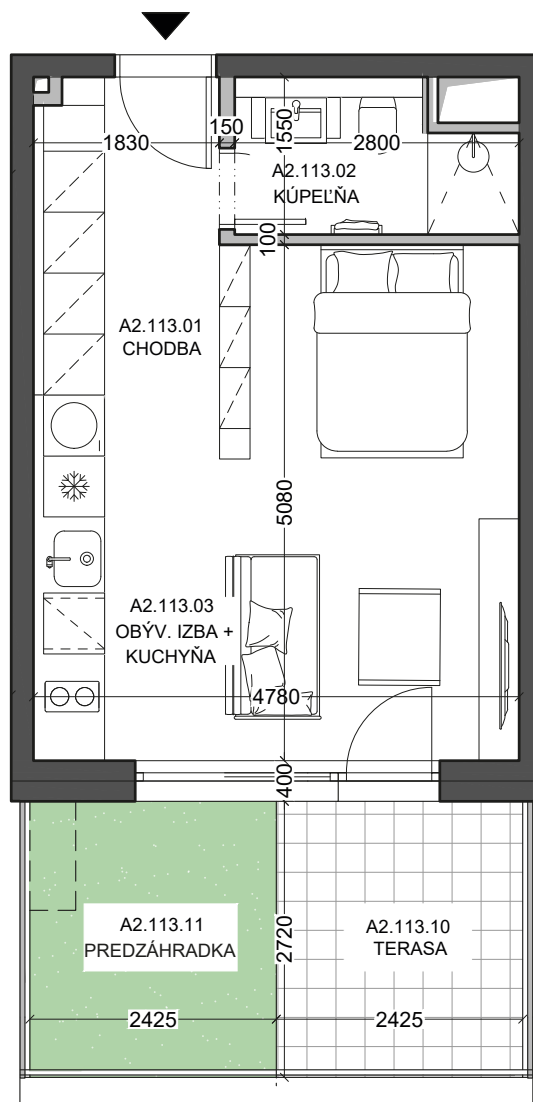 1830
150
1550
2800
A2.113.02
KÚPEĽŇA
100
A2.113.01
CHODBA
5080
A2.113.03
OBÝV. IZBA +
KUCHYŇA
4780
400
A2.113.11
PREDZÁHRADKA
2720
A2.113.10
TERASA
2425
2425